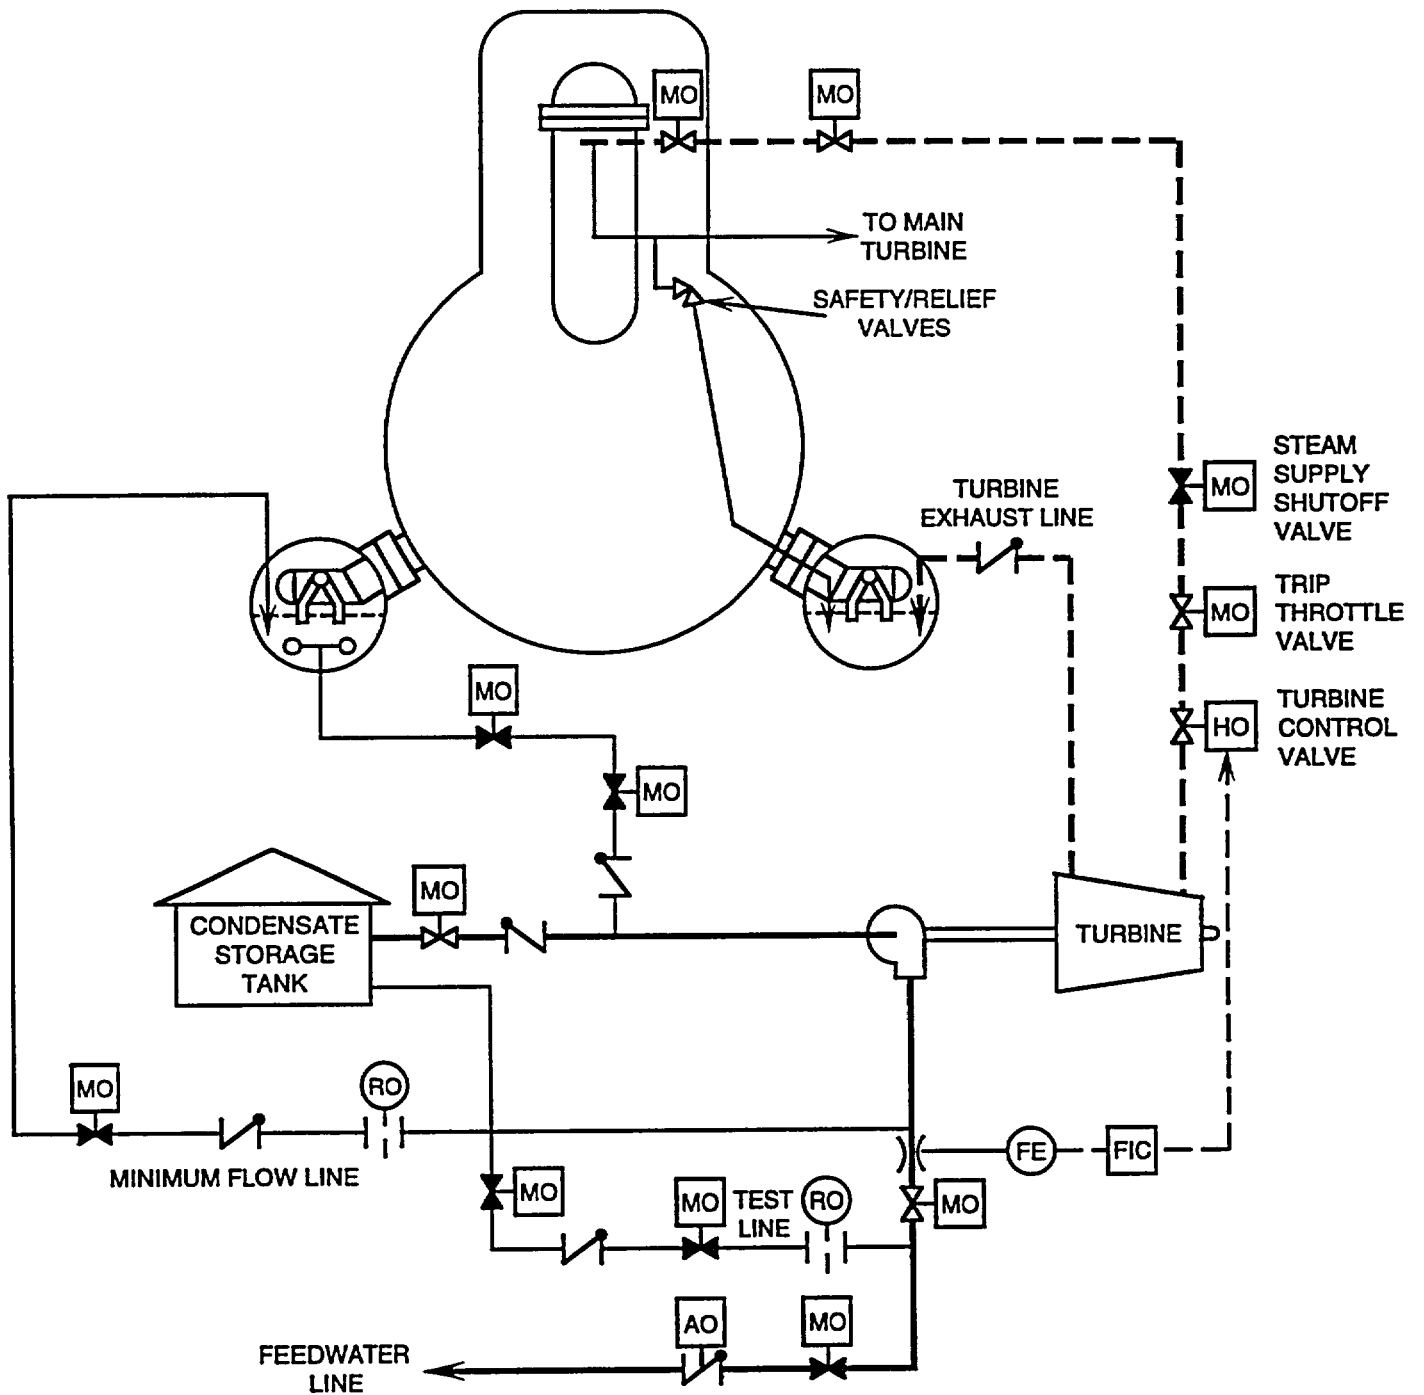 MO
MO
TO MAIN
TURBINE
SAFETY/RELIEF
VALVES
STEAM
SUPPLY
SHUTOFF
VALVE
MO
TURBINE
EXHAUST LINE
TRIP
THROTTLE
VALVE
MO
MO
TURBINE
CONTROL
VALVE
HO
MO
MO
CONDENSATE
STORAGE
TANK
TURBINE
MO
RO
MINIMUM FLOW LINE
FE
FIC
MO
MO
TEST
LINE
RO
MO
AO
MO
FEEDWATER
LINE